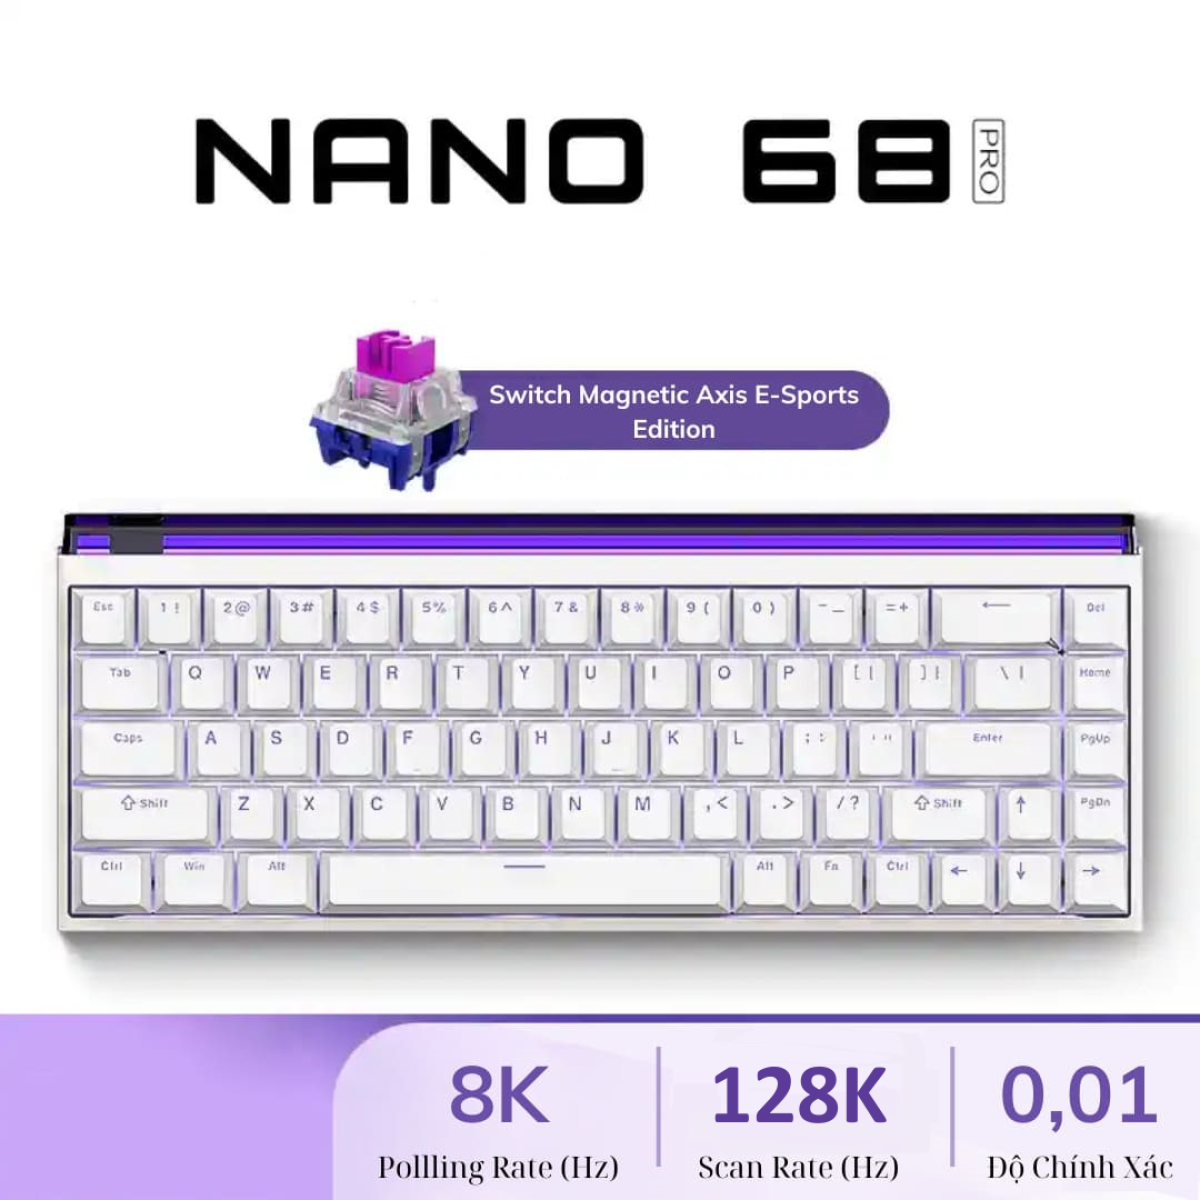 NANO 68 PRO
Switch Magnetic Axis E-Sports
Edition
Esc 1 ! 2 @ 3 # 4 $ 5 % 6 ^ 7 & 8 * 9 ( 0 ) - _ = + ← Del
Tab Q W E R T Y U I O P [ { ] } \ | Home
Caps A S D F G H J K L ; : ' " Enter PgUp
⇧ Shift Z X C V B N M , < . > / ? ⇧ Shift ↑ PgDn
Ctrl Win Alt — Alt Fn Ctrl ← ↓ →
8K 128K 0,01
Pollling Rate (Hz) Scan Rate (Hz) Độ Chính Xác